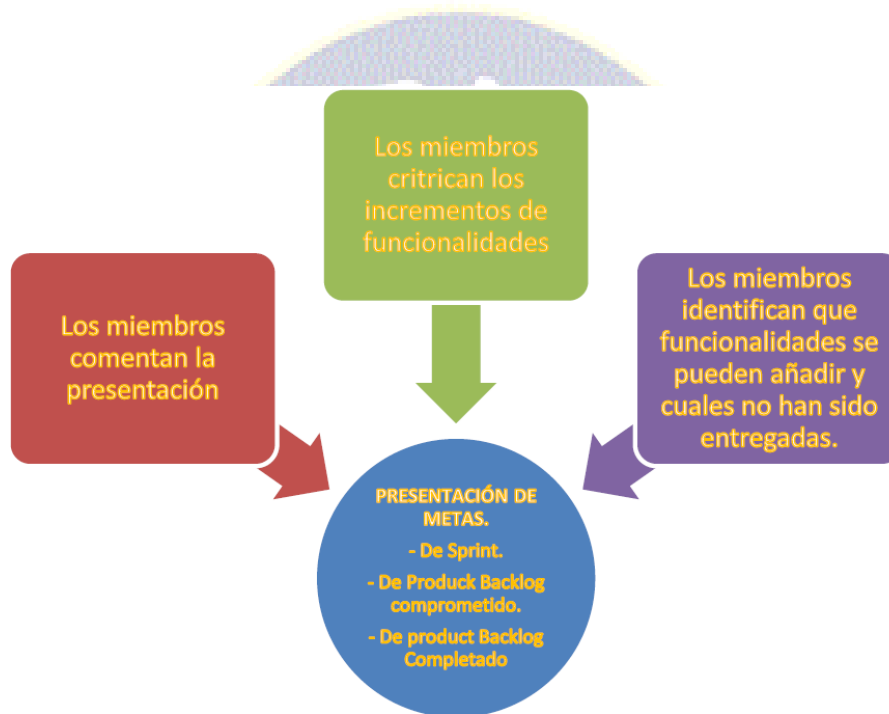 Los miembros
critrican los
incrementos de
funcionalidades
Los miembros
comentan la
presentación
Los miembros
identifican que
funcionalidades se
pueden añadir y
cuales no han sido
entregadas.
PRESENTACIÓN DE
METAS.
- De Sprint.
- De Produck Backlog
comprometido.
- De product Backlog
Completado